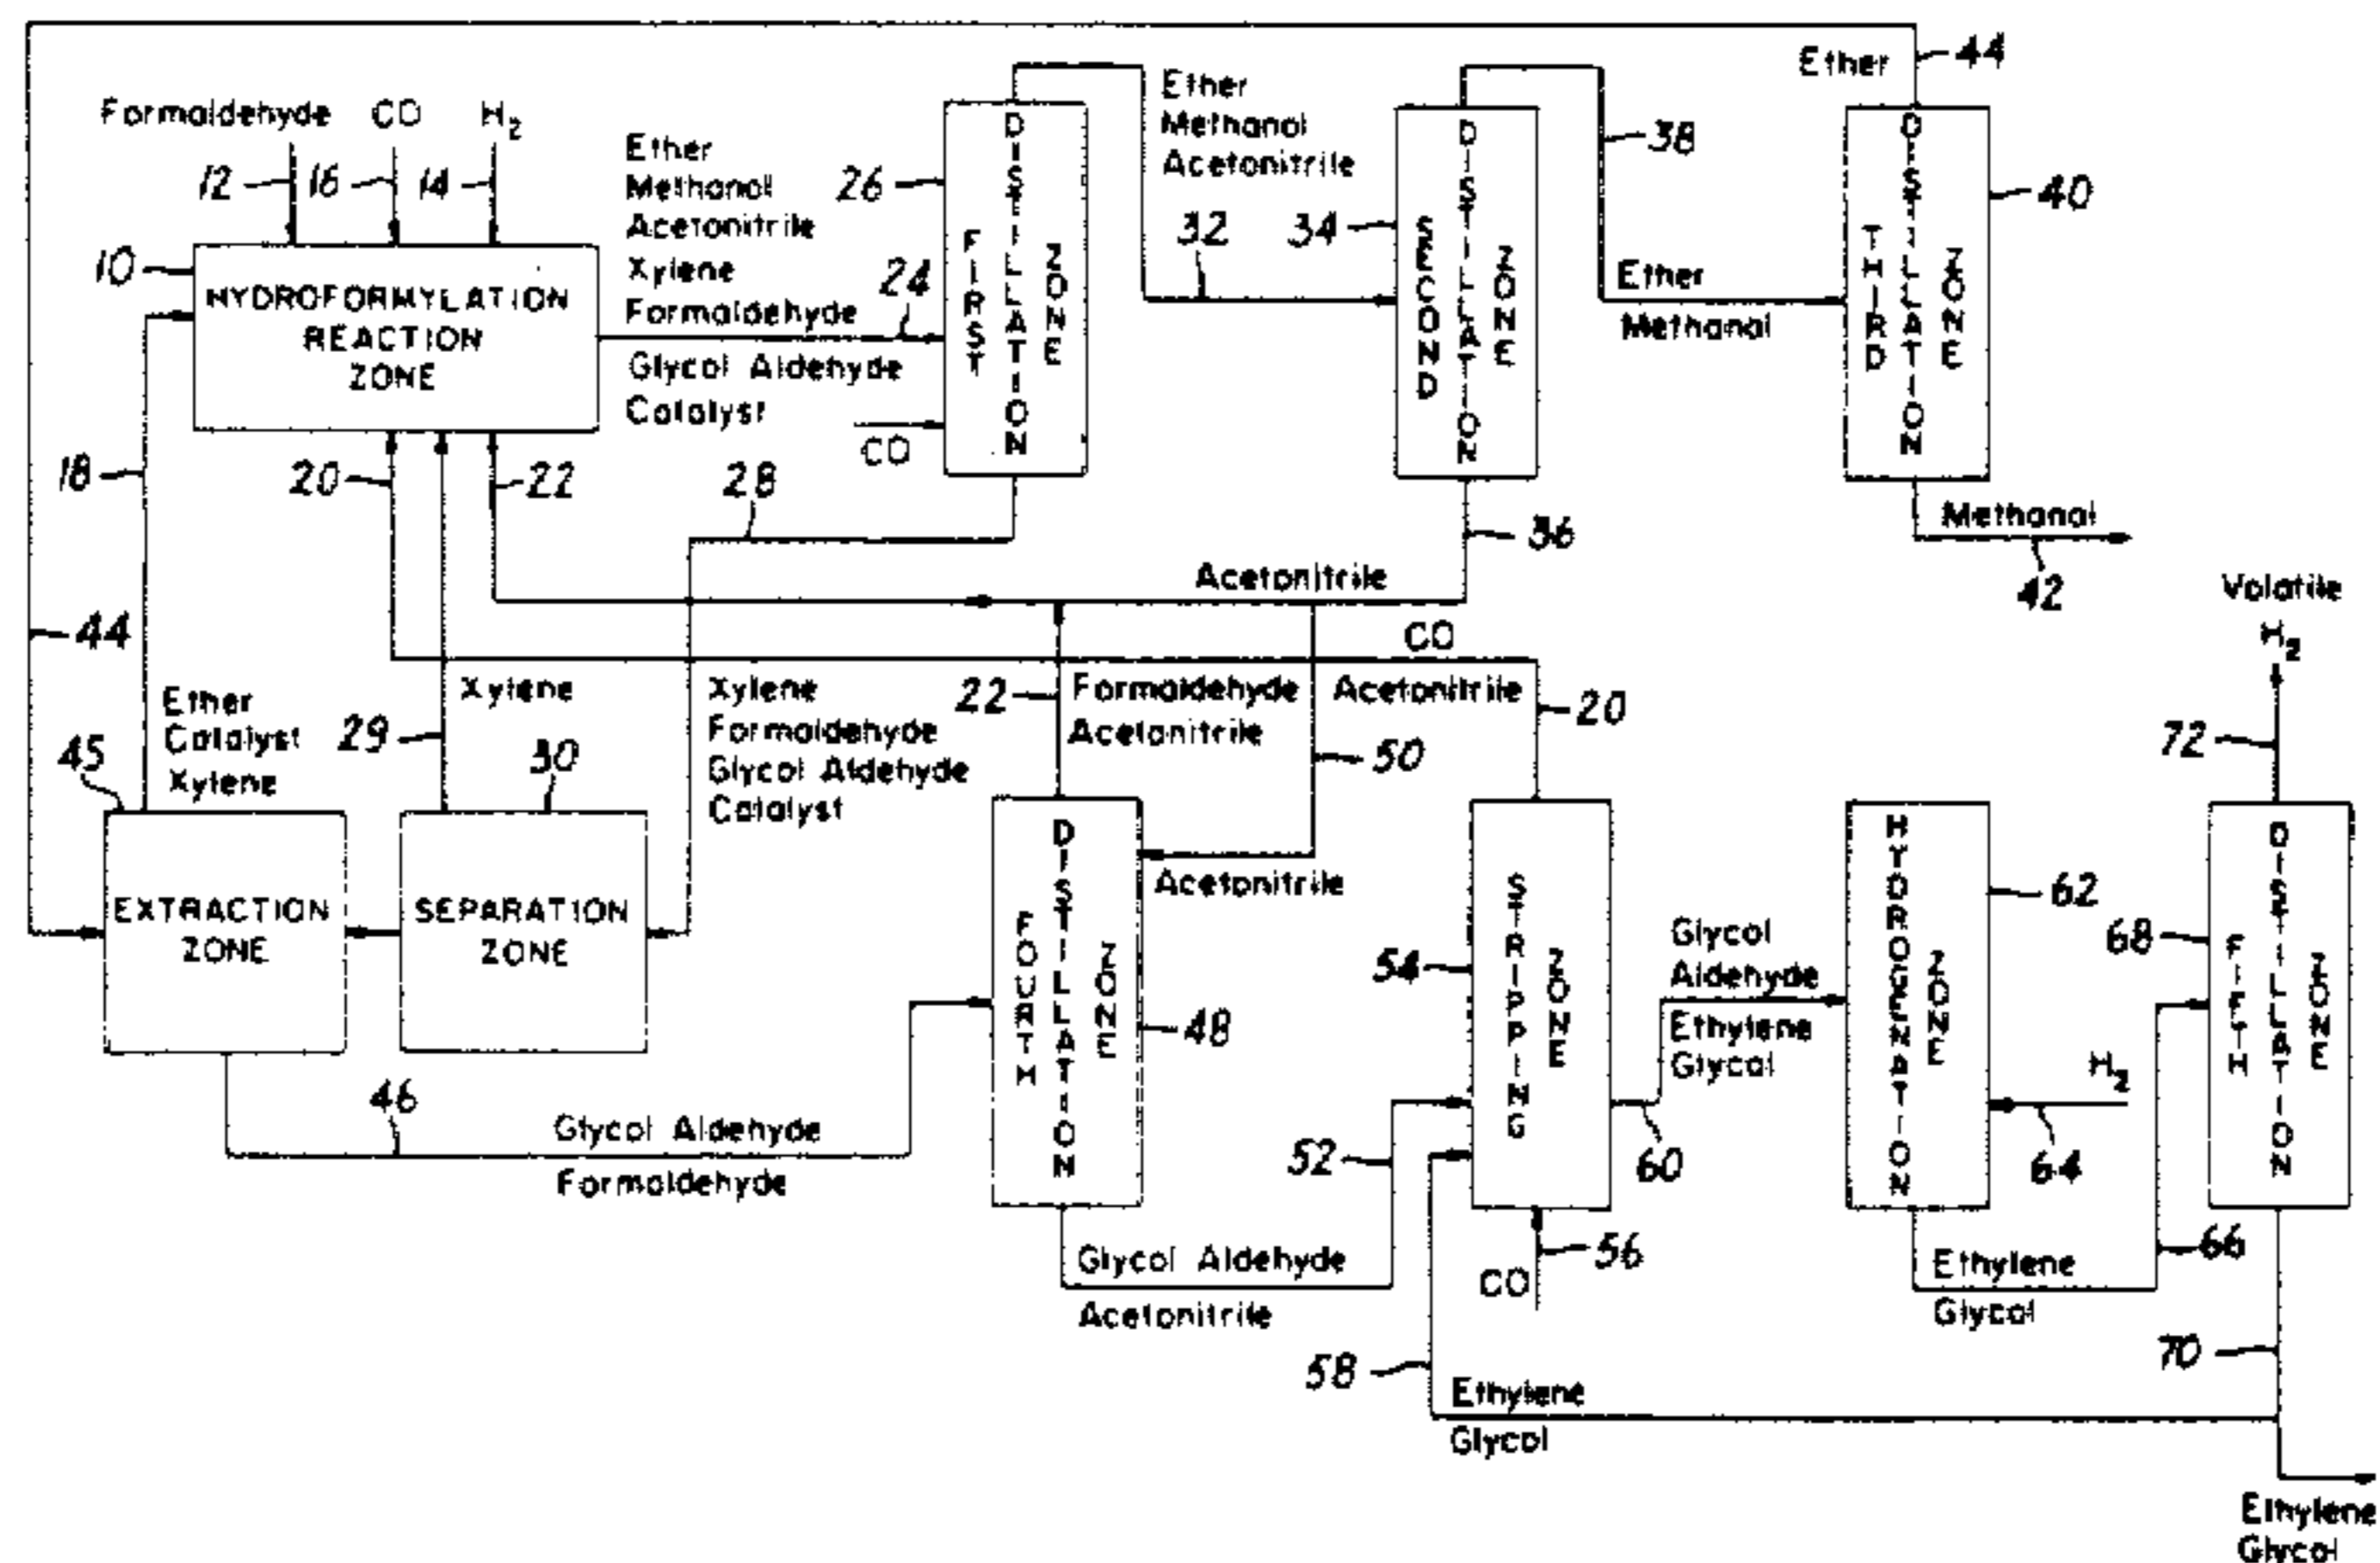 44
Ether
Formaldehyde
CO
H2
12
16
14
10
HYDROFORMYLATION
REACTION
ZONE
Ether
Methanol
Acetonitrile
Xylene
Formaldehyde
24
Glycol Aldehyde
Catalyst
CO
26
FIRST
DISTILLATION
ZONE
Ether
Methanol
Acetonitrile
32
34
SECOND
DISTILLATION
ZONE
38
Ether
Methanol
THIRD
DISTILLATION
ZONE
40
Methanol
42
18
20
22
28
36
Acetonitrile
CO
Acetonitrile
20
44
Ether
Catalyst
Xylene
45
29
Xylene
30
Xylene
Formaldehyde
Glycol Aldehyde
Catalyst
22
Formaldehyde
Acetonitrile
50
Acetonitrile
EXTRACTION
ZONE
SEPARATION
ZONE
46
Glycol Aldehyde
Formaldehyde
FOURTH
DISTILLATION
ZONE
48
Glycol Aldehyde
Acetonitrile
52
54
STRIPPING
ZONE
CO
56
58
Ethylene
Glycol
60
Glycol
Aldehyde
Ethylene
Glycol
HYDROGENATION
ZONE
62
H2
64
Ethylene
Glycol
66
68
FIFTH
DISTILLATION
ZONE
Volatile
H2
72
70
Ethylene
Glycol